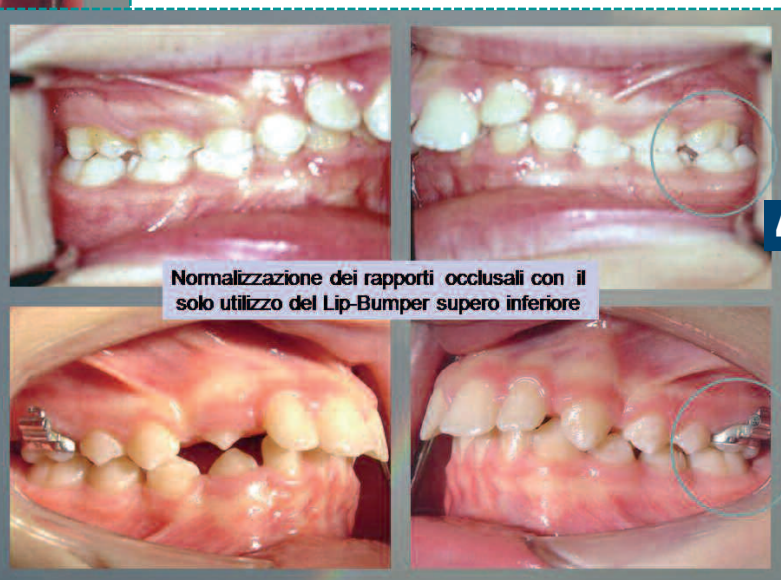 Normalizzazione dei rapporti occlusali con il
solo utilizzo del Lip-Bumper supero inferiore